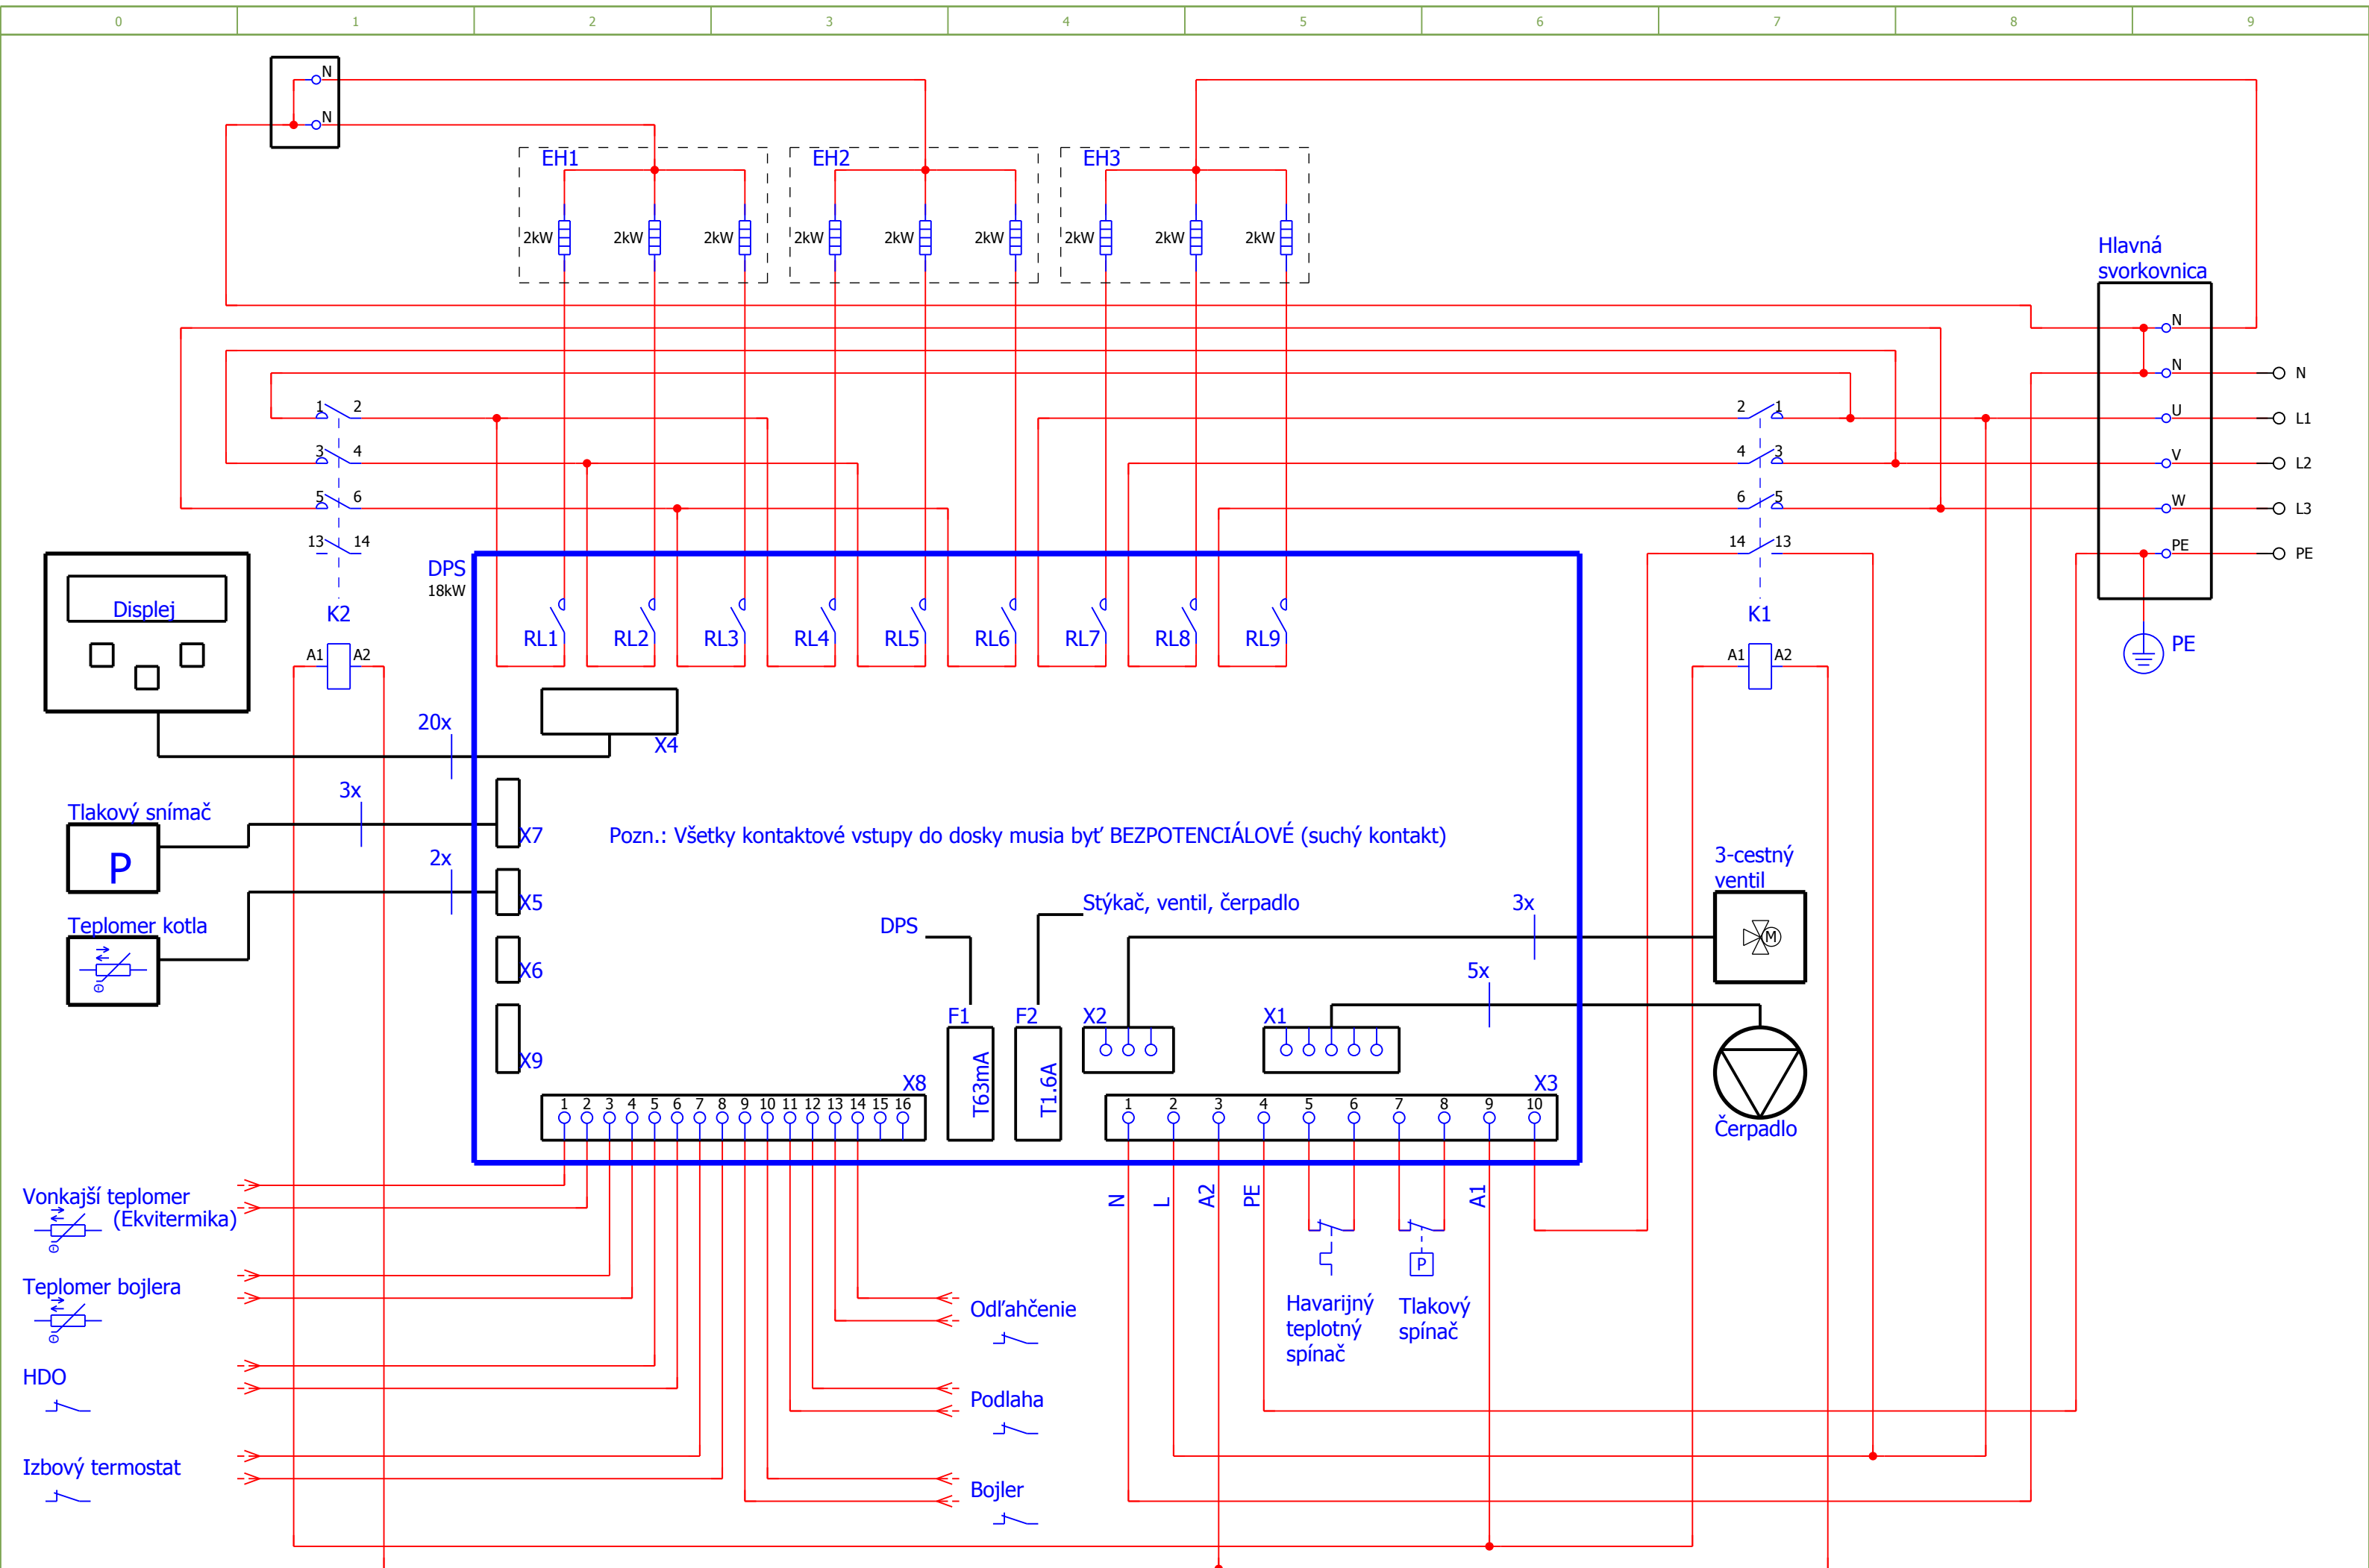 0 1 2 3 4 5 6 7 8 9
N
N
EH1 EH2 EH3
2kW 2kW 2kW 2kW 2kW 2kW 2kW 2kW 2kW
Hlavná
svorkovnica
N
N N
U L1
V L2
W L3
PE PE
PE
1 2
3 4
5 6
13 14
K2
A1 A2
2 1
4 3
6 5
14 13
K1
A1 A2
Displej
DPS
18kW
RL1 RL2 RL3 RL4 RL5 RL6 RL7 RL8 RL9
20x
X4
3x
Tlakový snímač
P
X7
Pozn.: Všetky kontaktové vstupy do dosky musia byť BEZPOTENCIÁLOVÉ (suchý kontakt)
2x
X5
Teplomer kotla
Θ
X6
X9
DPS
Stýkač, ventil, čerpadlo
3x
3-cestný
ventil
M
5x
F1 F2 X2 X1
T63mA
T1.6A
Čerpadlo
X8
1 2 3 4 5 6 7 8 9 10 11 12 13 14 15 16
X3
1 2 3 4 5 6 7 8 9 10
N L A2 PE A1
Vonkajší teplomer
(Ekvitermika)
Θ
Teplomer bojlera
Θ
HDO
Izbový termostat
Odľahčenie
Podlaha
Bojler
P
Havarijný
teplotný
spínač
Tlakový
spínač